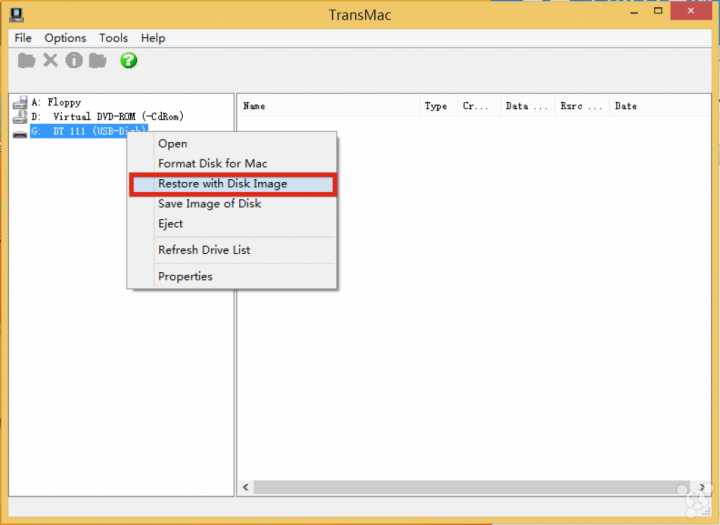 TransMac
File Options Tools Help
A: Floppy
D: Virtual DVD-ROM (-CdRom)
G: DT 111 (USB-Disk)
Name Type Cr... Data ... Rsrc ... Date
Open
Format Disk for Mac
Restore with Disk Image
Save Image of Disk
Eject
Refresh Drive List
Properties